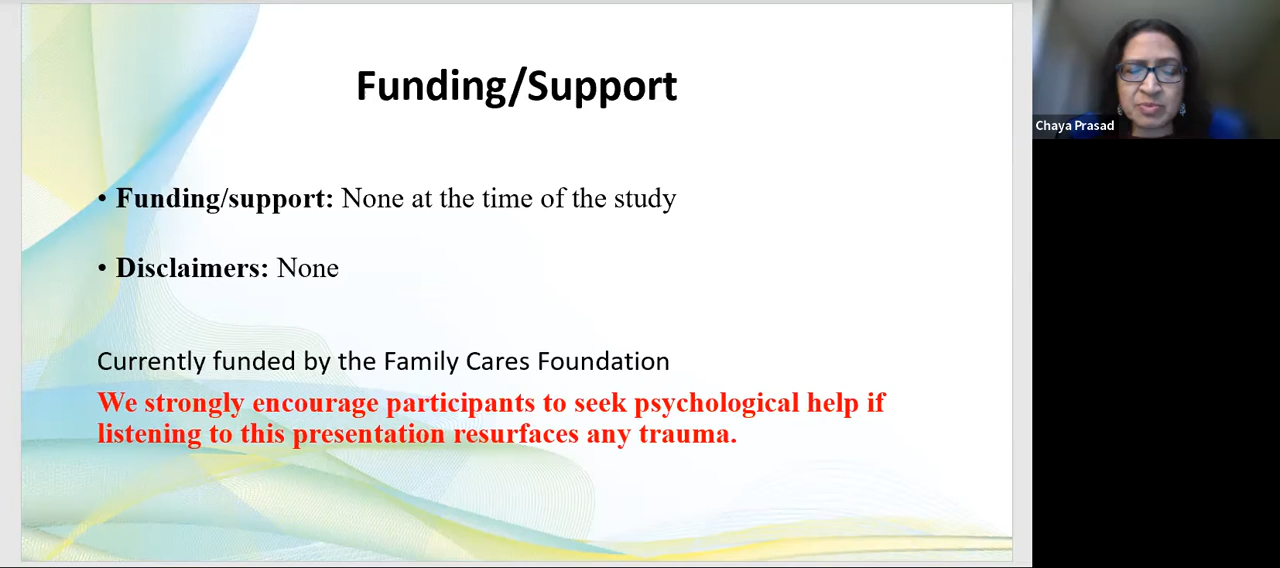 Funding/Support
• Funding/support: None at the time of the study
• Disclaimers: None
Currently funded by the Family Cares Foundation
We strongly encourage participants to seek psychological help if
listening to this presentation resurfaces any trauma.
Chaya Prasad